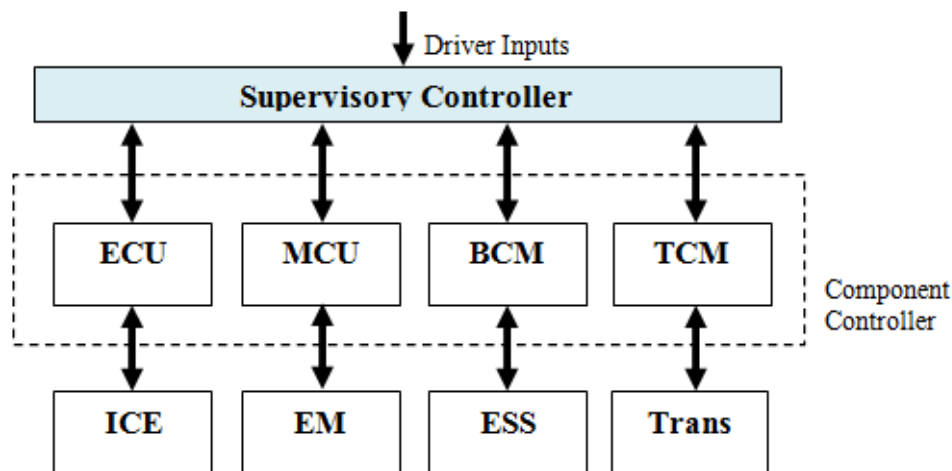 Driver Inputs
Supervisory Controller
ECU
MCU
BCM
TCM
Component
Controller
ICE
EM
ESS
Trans